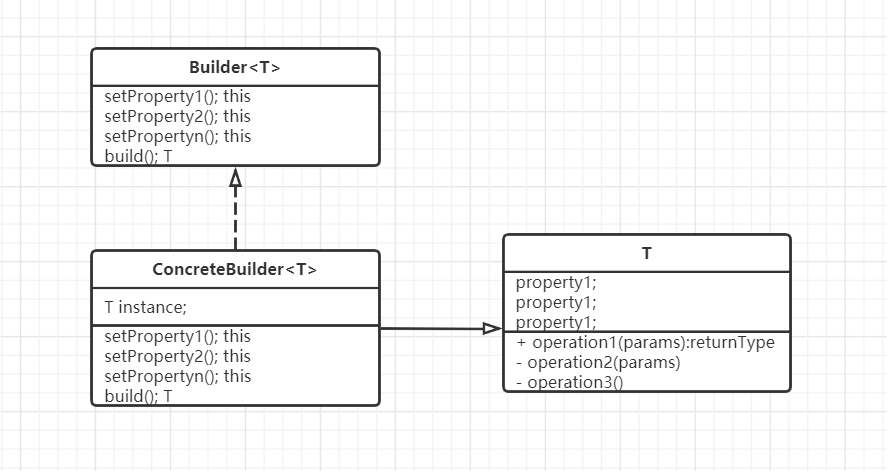 Builder<T>
setProperty1(); this
setProperty2(); this
setPropertyn(); this
build(); T
ConcreteBuilder<T>
T instance;
setProperty1(); this
setProperty2(); this
setPropertyn(); this
build(); T
T
property1;
property1;
property1;
+ operation1(params):returnType
- operation2(params)
- operation3()